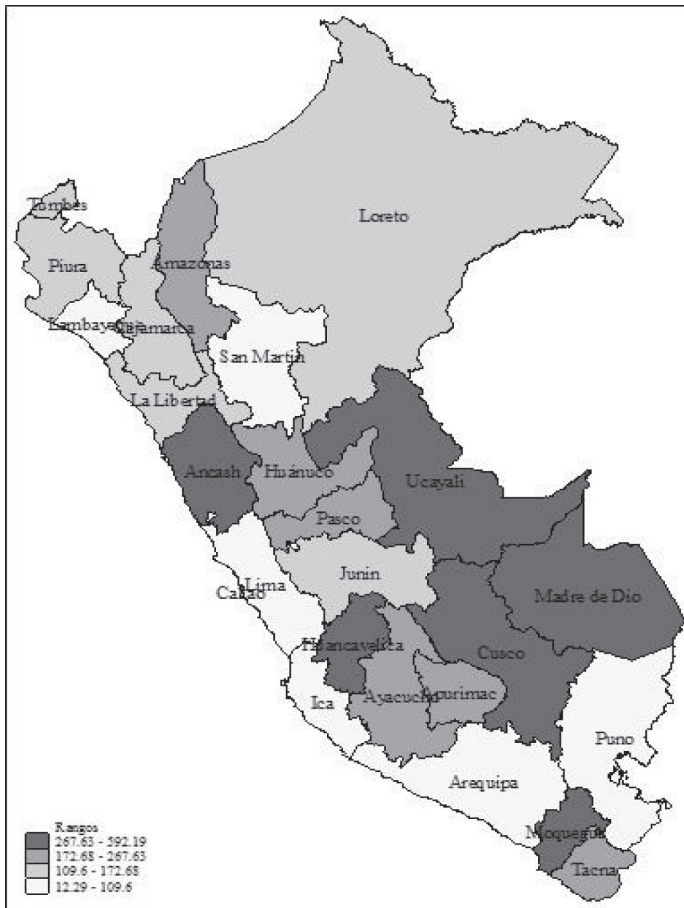 Tumbes
Loreto
Piura
Amazonas
Lambayeque
Cajamarca
San Martin
La Libertad
Ancash
Huánuco
Ucayali
Pasco
Junin
Lima
Callao
Madre de Dio
Huancavelica
Cusco
Ica
Ayacucho
Apurimac
Puno
Arequipa
Moquegua
Tacna
Rangos
267.63 - 592.19
172.68 - 267.63
109.6 - 172.68
12.29 - 109.6